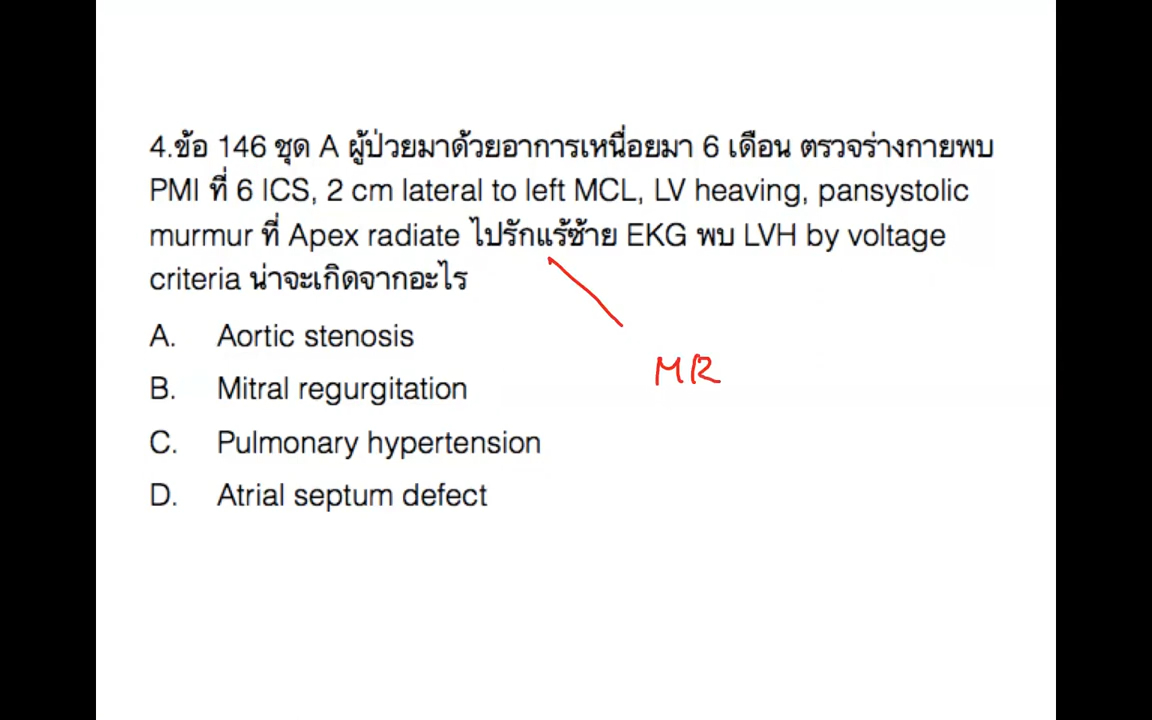 4.ข้อ 146 ชุด A ผู้ป่วยมาด้วยอาการเหนื่อยมา 6 เดือน ตรวจร่างกายพบ
PMI ที่ 6 ICS, 2 cm lateral to left MCL, LV heaving, pansystolic
murmur ที่ Apex radiate ไปรักแร้ซ้าย EKG พบ LVH by voltage
criteria น่าจะเกิดจากอะไร
A. Aortic stenosis
MR
B. Mitral regurgitation
C. Pulmonary hypertension
D. Atrial septum defect